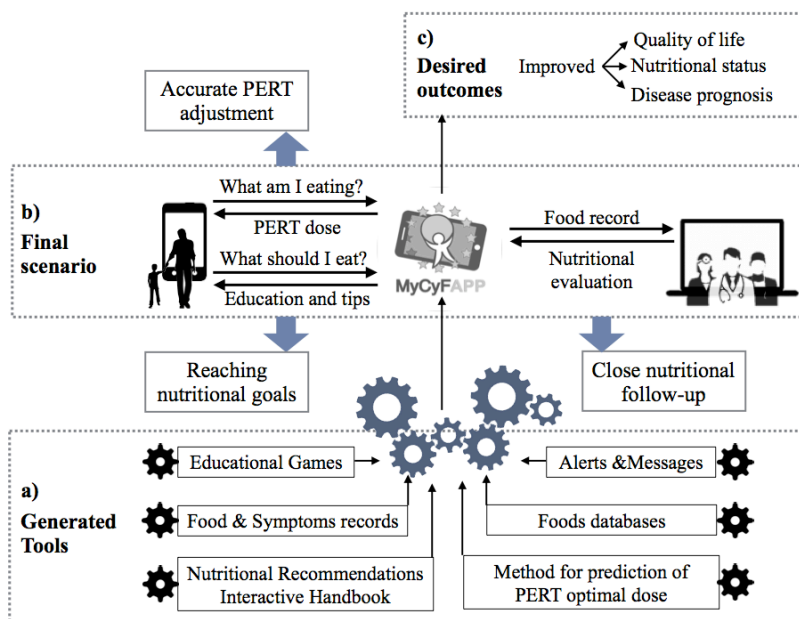 c)
Desired
outcomes
Improved
Quality of life
Nutritional status
Disease prognosis
Accurate PERT
adjustment
b)
Final
scenario
What am I eating?
PERT dose
What should I eat?
Education and tips
MyCyFAPP
Food record
Nutritional
evaluation
Reaching
nutritional goals
Close nutritional
follow-up
a)
Generated
Tools
Educational Games
Food & Symptoms records
Nutritional Recommendations
Interactive Handbook
Alerts &Messages
Foods databases
Method for prediction of
PERT optimal dose